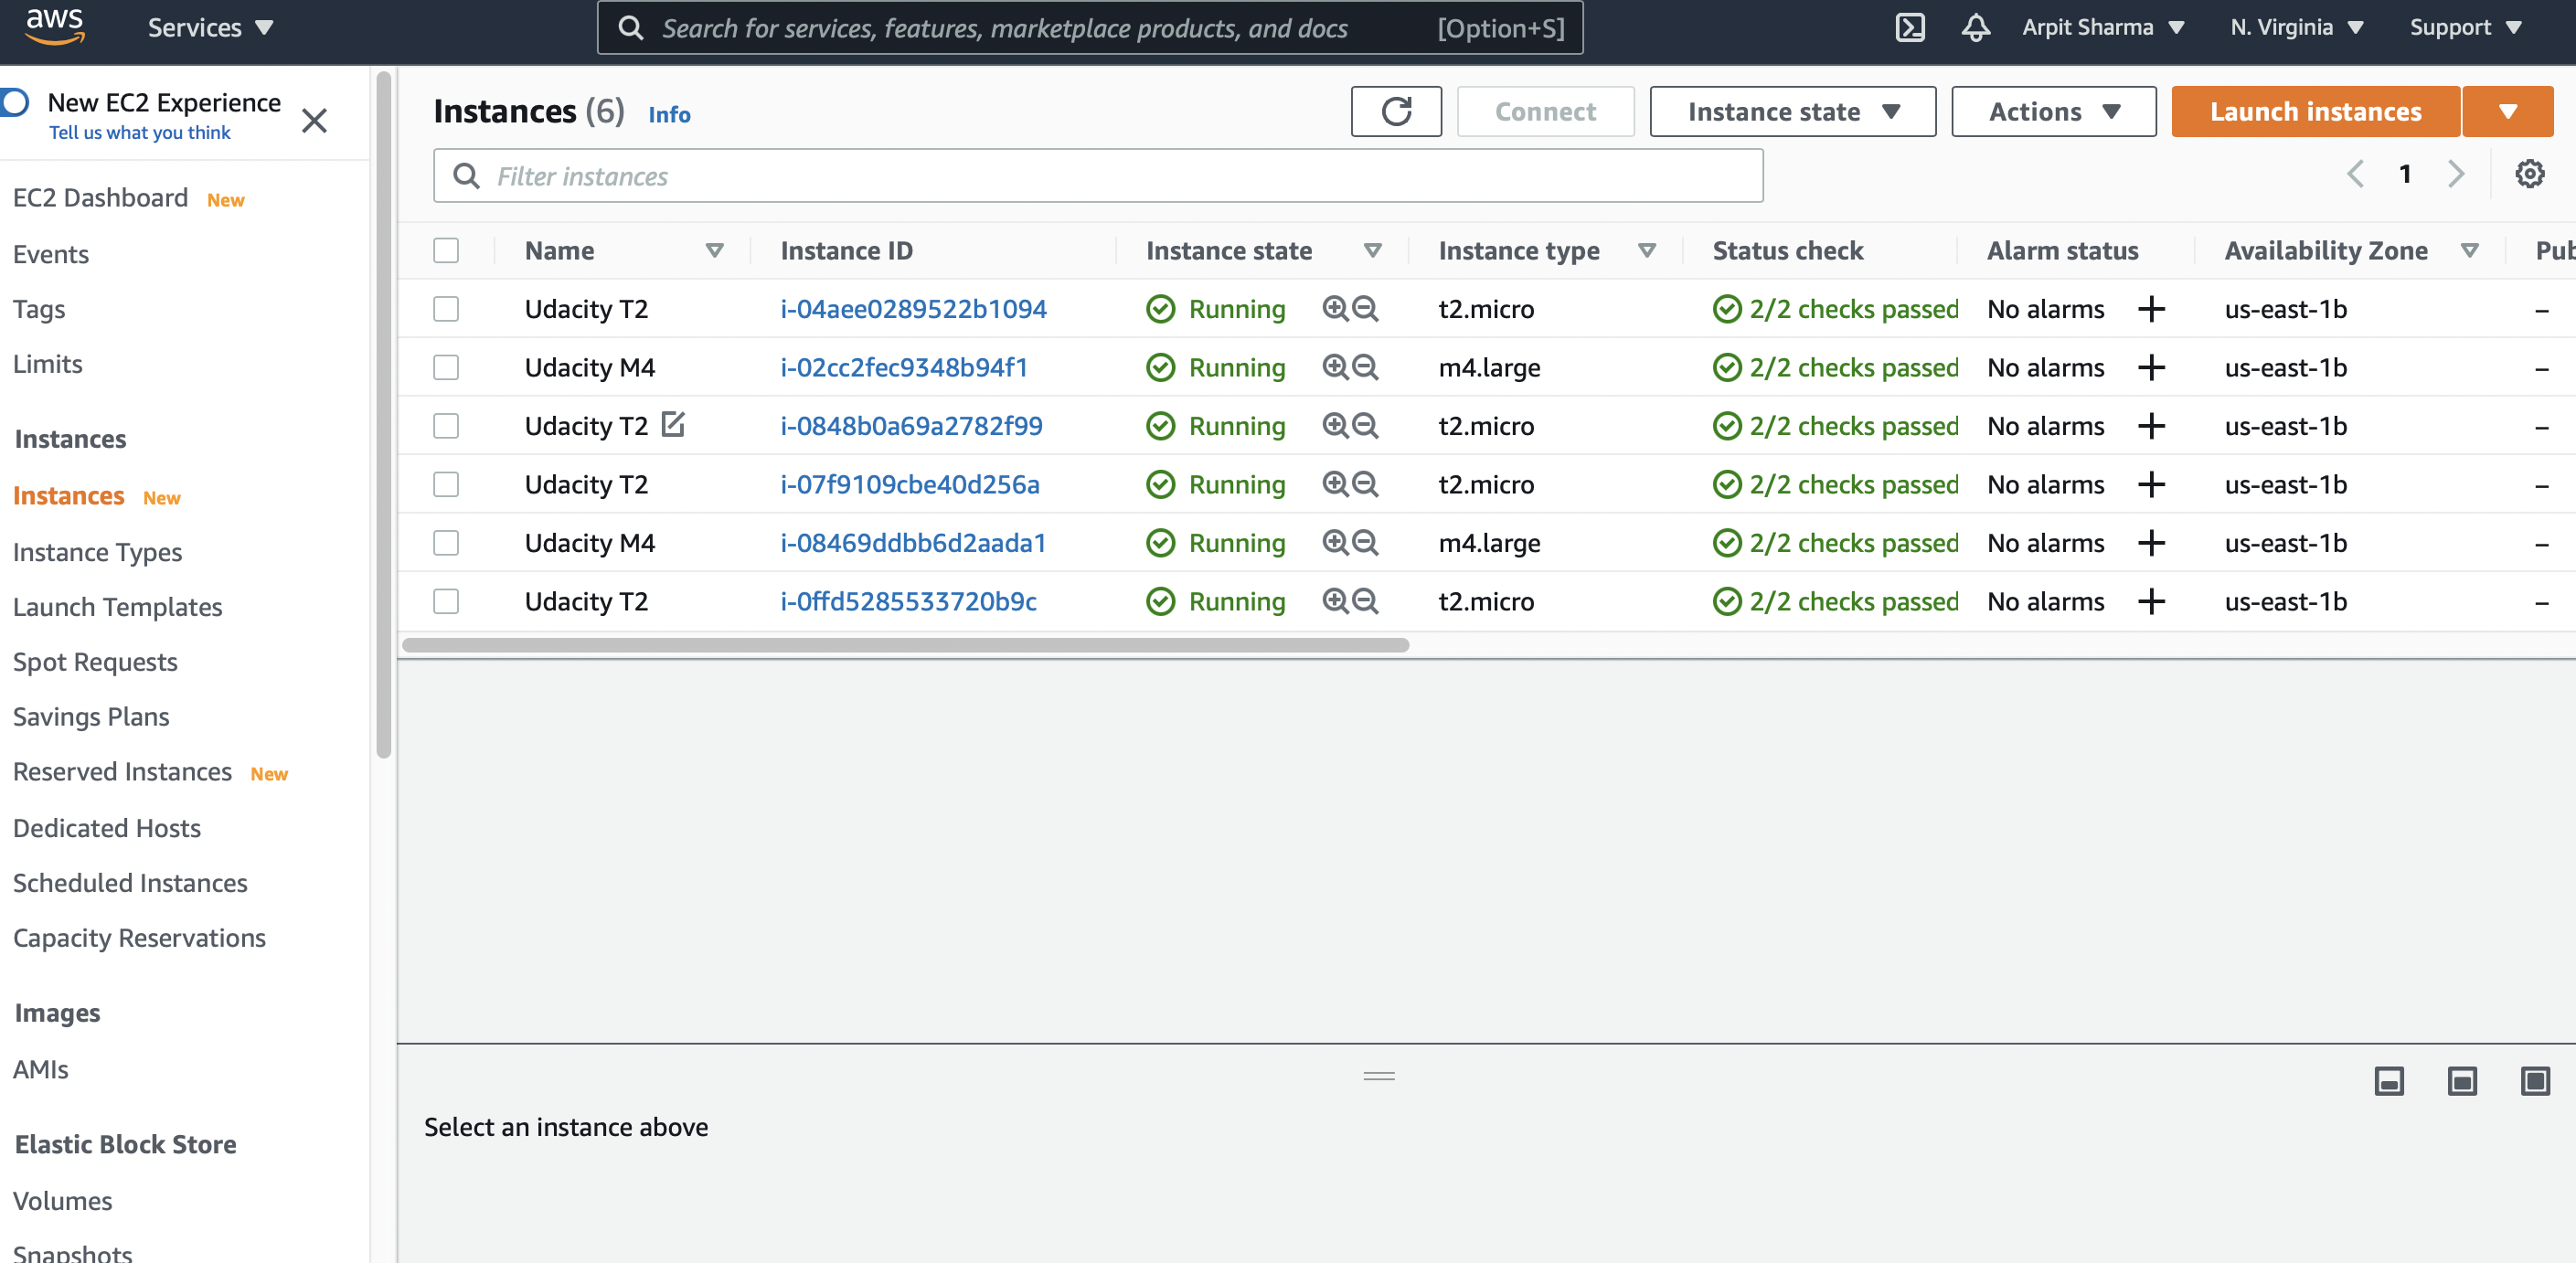 aws Services Search for services, features, marketplace products, and docs [Option+S] Arpit Sharma N. Virginia Support
New EC2 Experience
Tell us what you think
EC2 Dashboard New
Events
Tags
Limits
Instances
Instances New
Instance Types
Launch Templates
Spot Requests
Savings Plans
Reserved Instances New
Dedicated Hosts
Scheduled Instances
Capacity Reservations
Images
AMIs
Elastic Block Store
Volumes
Snapshots
Instances (6) Info Connect Instance state Actions Launch instances
Filter instances 1
Name Instance ID Instance state Instance type Status check Alarm status Availability Zone Pub
Udacity T2 i-04aee0289522b1094 Running t2.micro 2/2 checks passed No alarms + us-east-1b –
Udacity M4 i-02cc2fec9348b94f1 Running m4.large 2/2 checks passed No alarms + us-east-1b –
Udacity T2 i-0848b0a69a2782f99 Running t2.micro 2/2 checks passed No alarms + us-east-1b –
Udacity T2 i-07f9109cbe40d256a Running t2.micro 2/2 checks passed No alarms + us-east-1b –
Udacity M4 i-08469ddbb6d2aada1 Running m4.large 2/2 checks passed No alarms + us-east-1b –
Udacity T2 i-0ffd5285533720b9c Running t2.micro 2/2 checks passed No alarms + us-east-1b –
Select an instance above